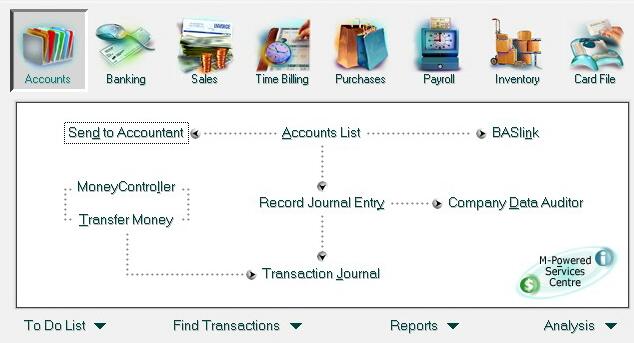 INVOICE
Accounts Banking Sales Time Billing Purchases Payroll Inventory Card File
Send to Accountant Accounts List BASlink
MoneyController
Record Journal Entry Company Data Auditor
Transfer Money
Transaction Journal
M-Powered
Services
Centre
To Do List Find Transactions Reports Analysis